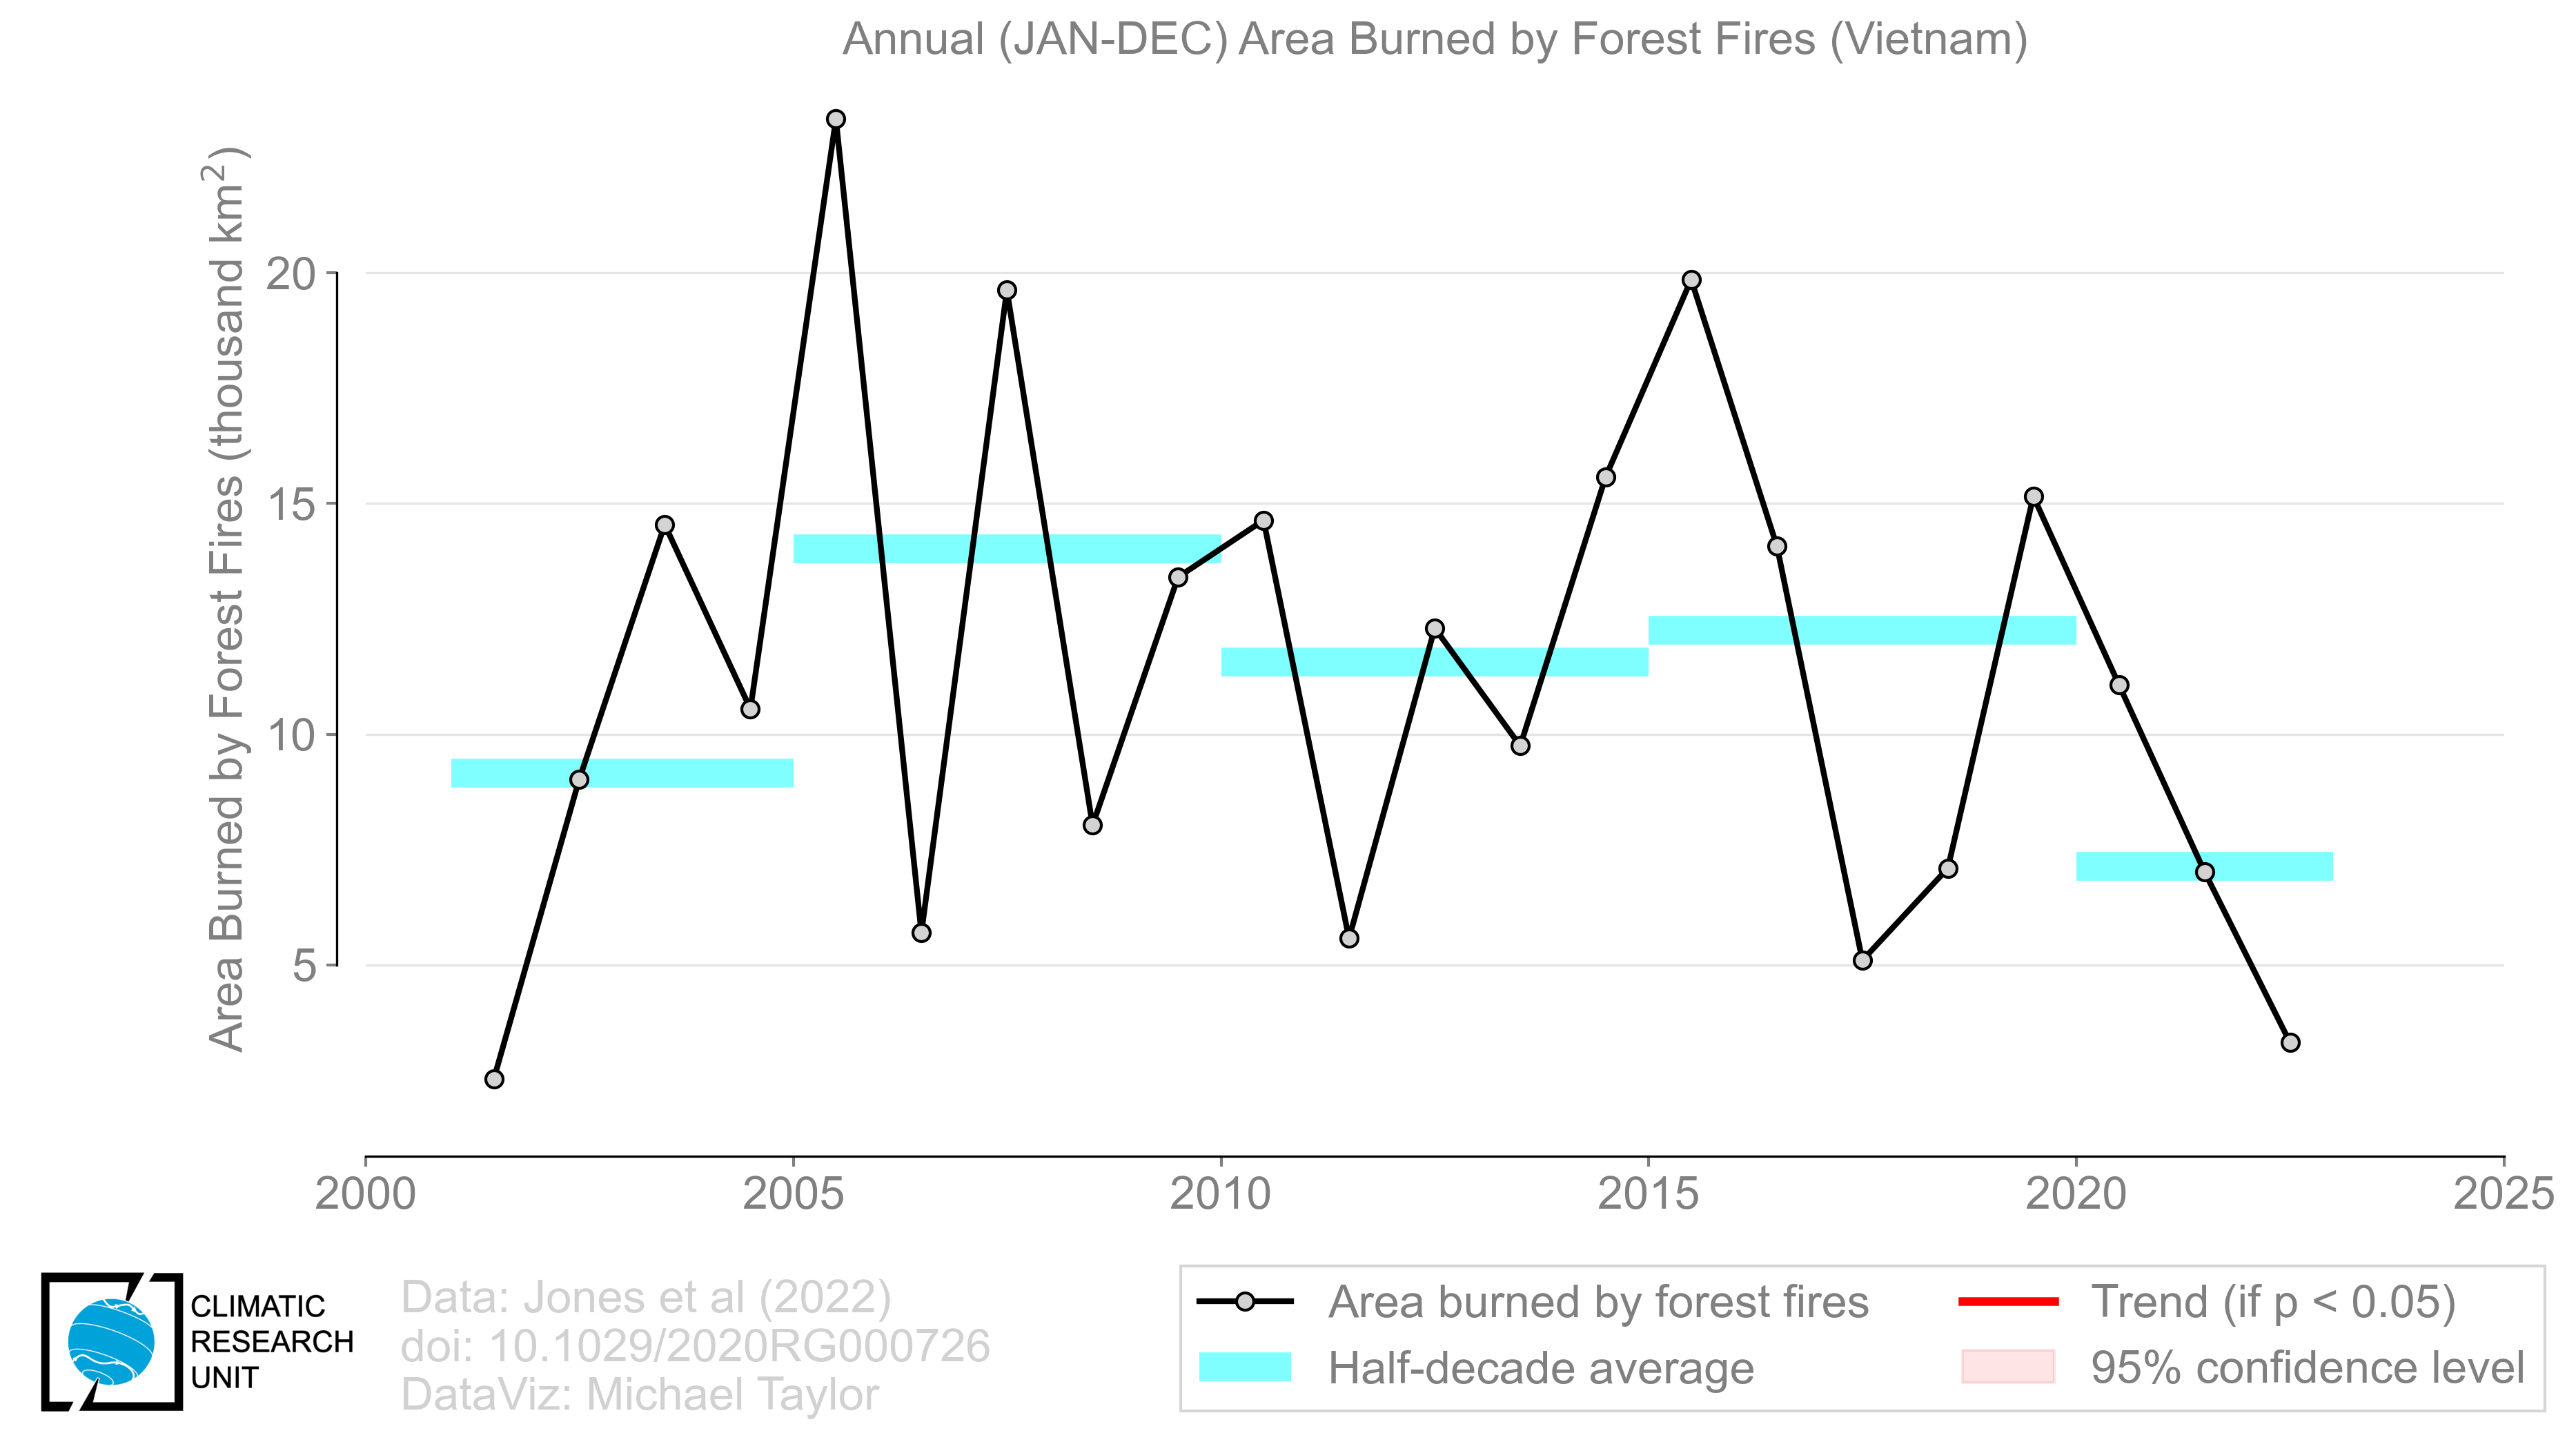 Annual (JAN-DEC) Area Burned by Forest Fires (Vietnam)
Area Burned by Forest Fires (thousand km²)
20
15
10
5
2000
2005
2010
2015
2020
2025
CLIMATIC
RESEARCH
UNIT
Data: Jones et al (2022)
doi: 10.1029/2020RG000726
DataViz: Michael Taylor
Area burned by forest fires
Half-decade average
Trend (if p < 0.05)
95% confidence level